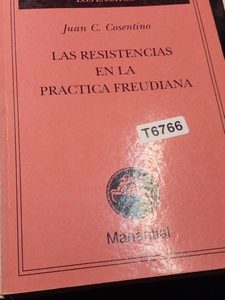 Juan C. Cosentino
LAS RESISTENCIAS
EN LA
PRACTICA FREUDIANA
T6766
Manantial